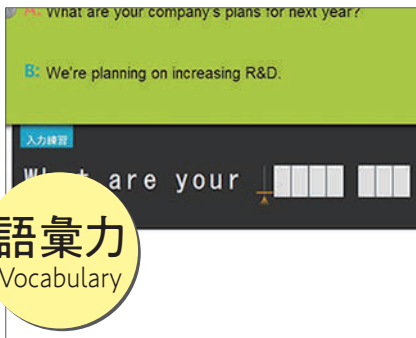 A: What are your company's plans for next year?
B: We're planning on increasing R&D.
入力練習
What are your
語彙力
Vocabulary